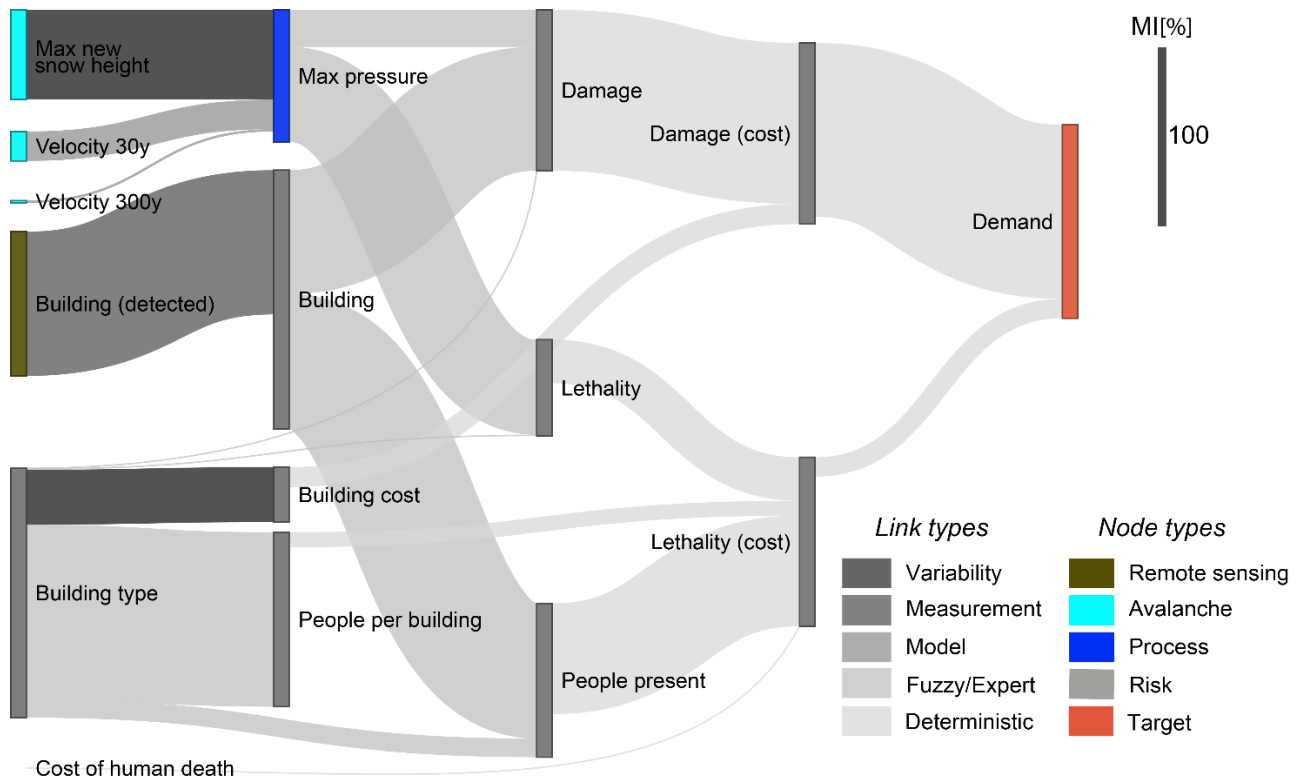 MI[%]
100
Max new
snow height
Max pressure
Damage
Damage (cost)
Velocity 30y
Velocity 300y
Demand
Building (detected)
Building
Lethality
Building cost
Lethality (cost)
Building type
People per building
People present
Cost of human death
Link types
Variability
Measurement
Model
Fuzzy/Expert
Deterministic
Node types
Remote sensing
Avalanche
Process
Risk
Target